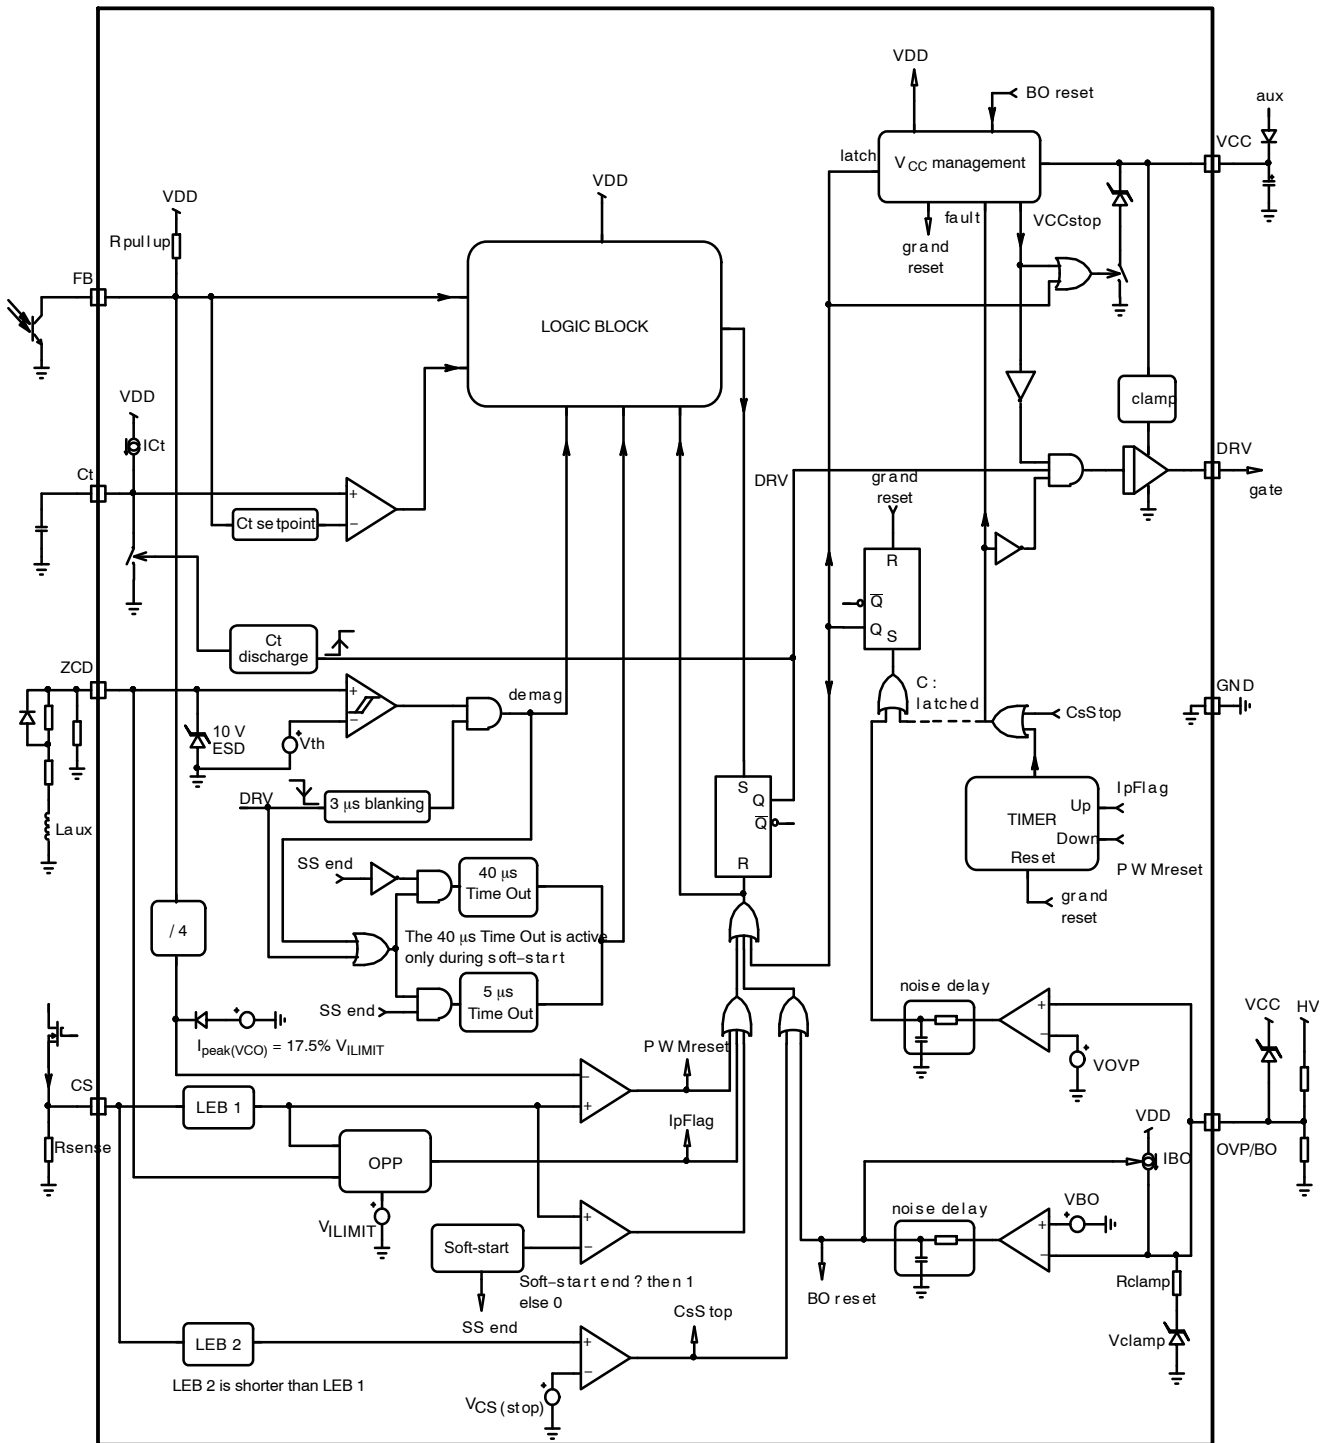 VDD
BO reset
aux
VCC
latch
VCC management
VDD
VDD
fault
VCCstop
grand
reset
Rpullup
FB
LOGIC BLOCK
VDD
clamp
ICt
Ct
DRV
DRV
grand
reset
gate
+
−
Ct setpoint
R
Q
Q
S
Ct
discharge
ZCD
GND
demag
C:
latched
CsStop
+
−
10 V
ESD
Vth
+
DRV
3 μs blanking
S
Q
Q
R
IpFlag
Up
TIMER
Down
Reset
PWMreset
Laux
SS end
40 μs
Time Out
grand
reset
/ 4
The 40 μs Time Out is active
only during soft−start
5 μs
Time Out
SS end
noise delay
+
−
VCC
HV
Ipeak(VCO) = 17.5% VILIMIT
PWMreset
+
VOVP
CS
LEB 1
−
+
IpFlag
VDD
Rsense
OPP
IBO
OVP/BO
+
VILIMIT
+
−
noise delay
VBO
+
+
−
Soft-start
Soft−start end ? then 1
else 0
SS end
BO reset
Rclamp
CsStop
LEB 2
+
−
Vclamp
LEB 2 is shorter than LEB 1
+
VCS(stop)